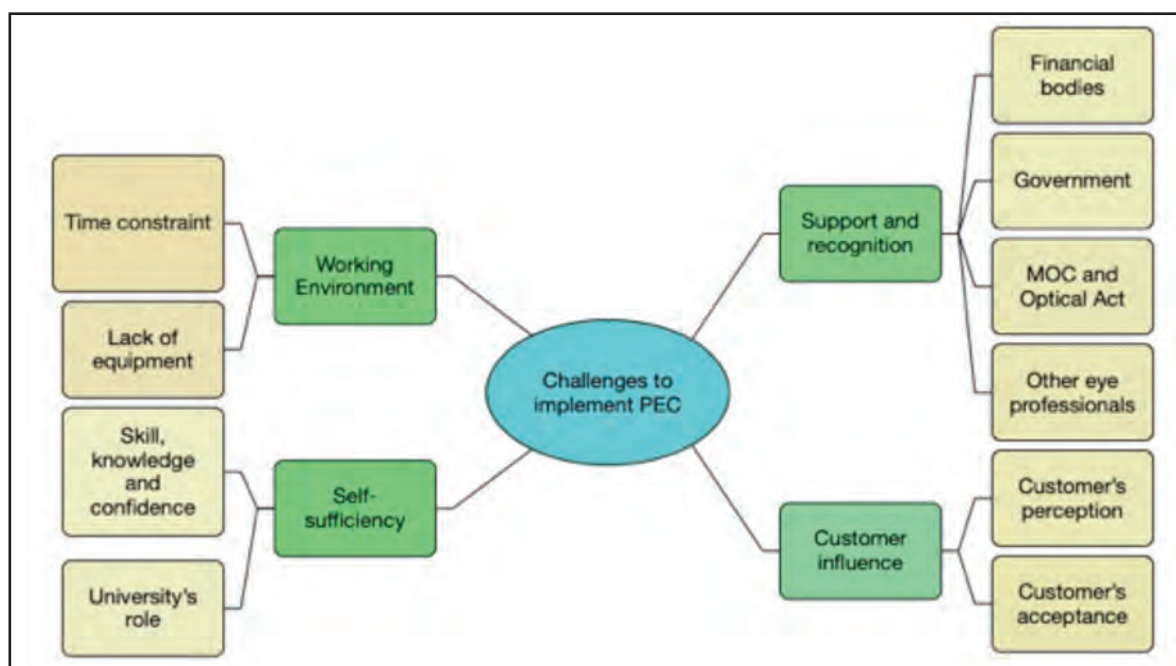 Time constraint
Lack of
equipment
Skill,
knowledge
and
confidence
University's
role
Working
Environment
Self-
sufficiency
Challenges to
implement PEC
Support and
recognition
Customer
influence
Financial
bodies
Government
MOC and
Optical Act
Other eye
professionals
Customer's
perception
Customer's
acceptance